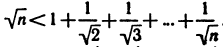 √n < 1 + 1/√2 + 1/√3 + ... + 1/√n.